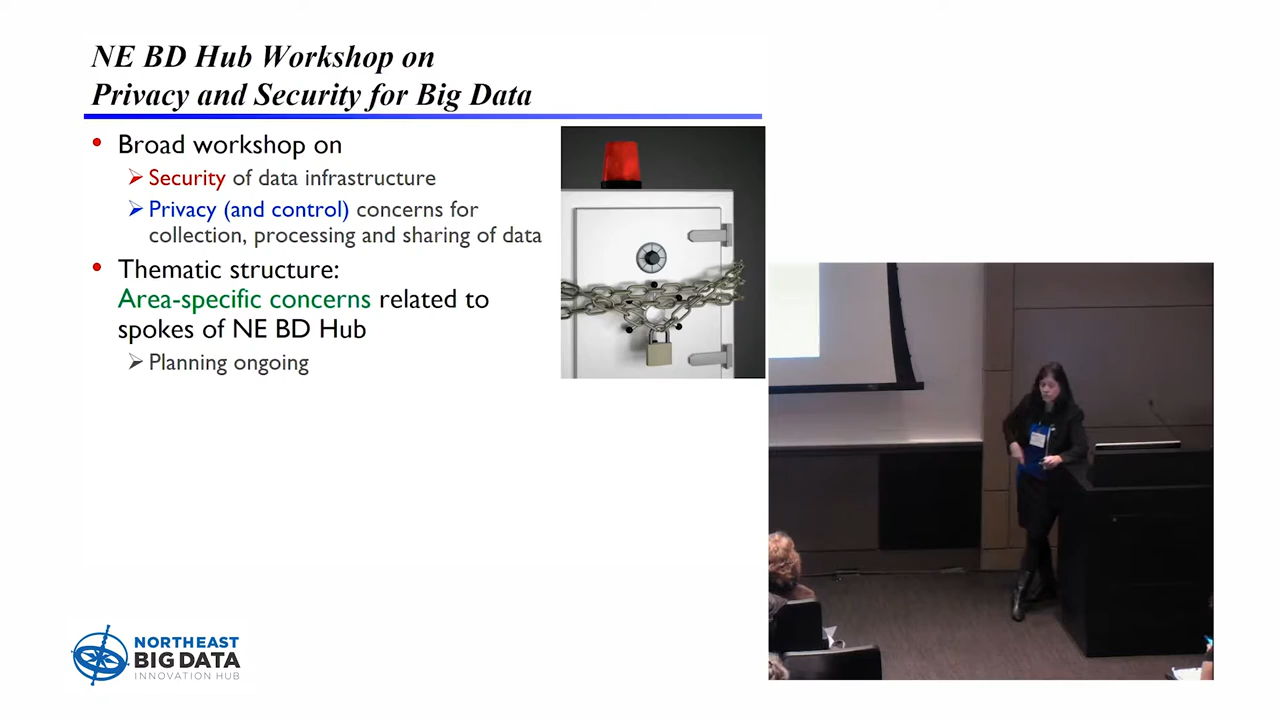 NE BD Hub Workshop on
Privacy and Security for Big Data
• Broad workshop on
➢ Security of data infrastructure
➢ Privacy (and control) concerns for
collection, processing and sharing of data
• Thematic structure:
Area-specific concerns related to
spokes of NE BD Hub
➢ Planning ongoing
NORTHEAST
BIG DATA
INNOVATION HUB